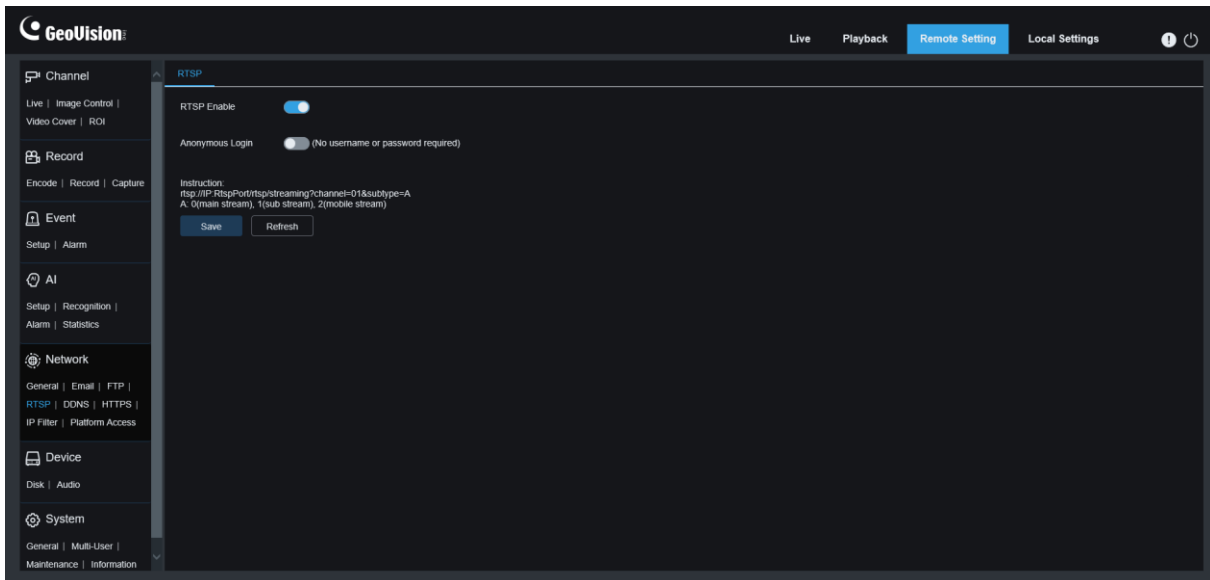 GeoVision
Live Playback Remote Setting Local Settings
Channel
Live | Image Control |
Video Cover | ROI
Record
Encode | Record | Capture
Event
Setup | Alarm
AI
Setup | Recognition |
Alarm | Statistics
Network
General | Email | FTP |
RTSP | DDNS | HTTPS |
IP Filter | Platform Access
Device
Disk | Audio
System
General | Multi-User |
Maintenance | Information
RTSP
RTSP Enable
Anonymous Login (No username or password required)
Instruction:
rtsp://IP:RtspPort/rtsp/streaming?channel=01&subtype=A
A: 0(main stream), 1(sub stream), 2(mobile stream)
Save Refresh